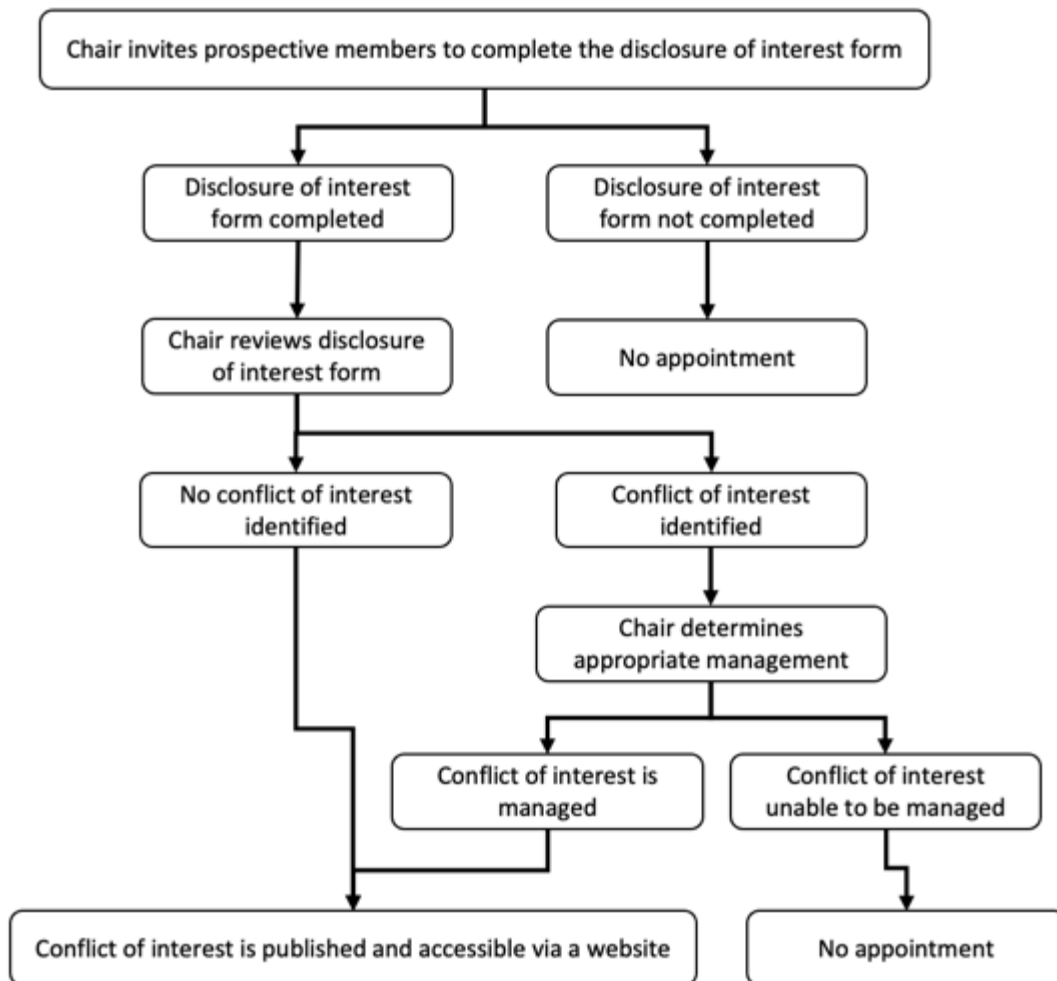 Chair invites prospective members to complete the disclosure of interest form
Disclosure of interest
form completed
Disclosure of interest
form not completed
Chair reviews disclosure
of interest form
No appointment
No conflict of interest
identified
Conflict of interest
identified
Chair determines
appropriate management
Conflict of interest is
managed
Conflict of interest
unable to be managed
Conflict of interest is published and accessible via a website
No appointment